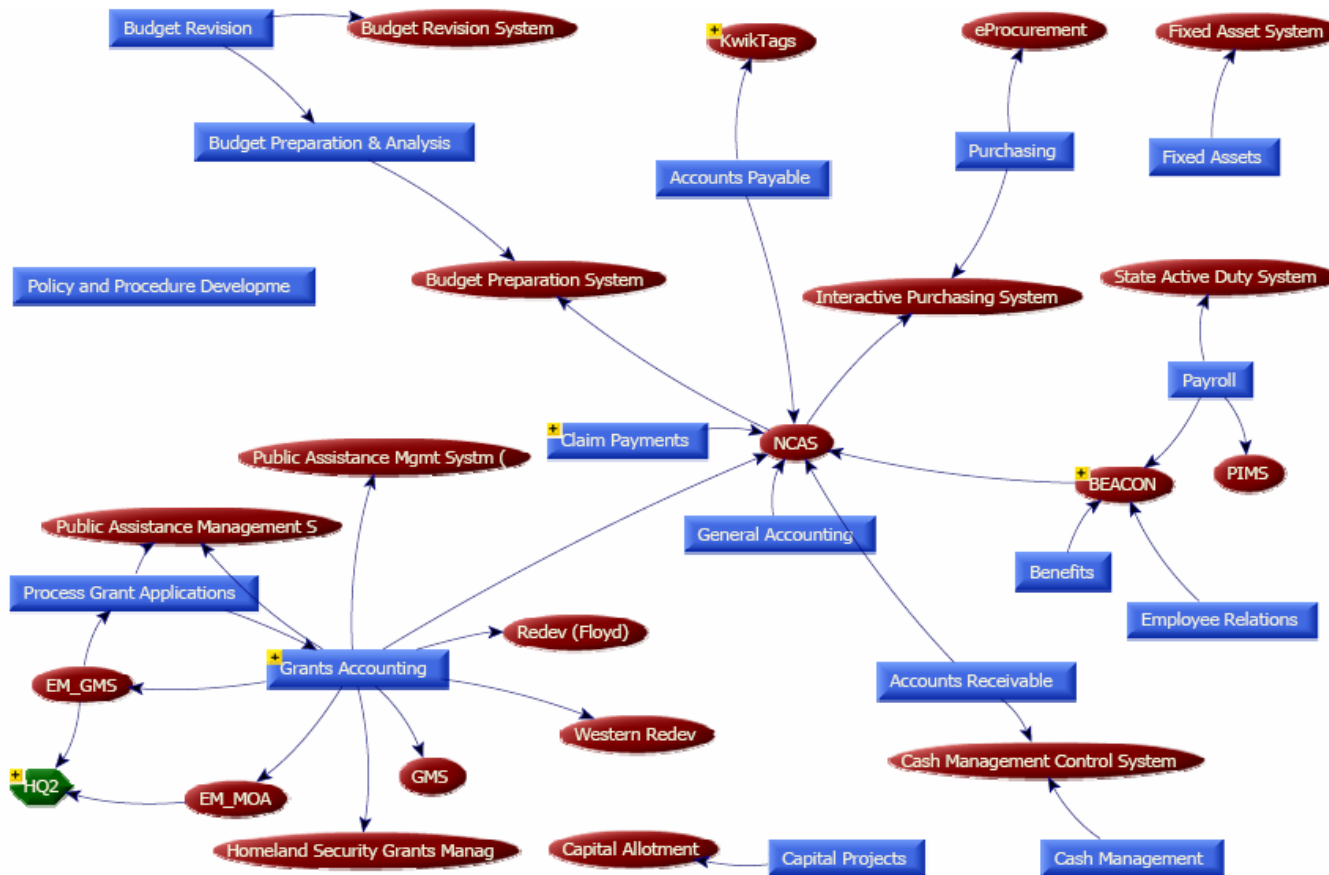 Budget Revision
Budget Revision System
KwikTags
eProcurement
Fixed Asset System
Budget Preparation & Analysis
Accounts Payable
Purchasing
Fixed Assets
Policy and Procedure Developme
Budget Preparation System
Interactive Purchasing System
State Active Duty System
Payroll
Claim Payments
NCAS
Public Assistance Mgmt Systm (
BEACON
PIMS
Public Assistance Management S
General Accounting
Benefits
Process Grant Applications
Employee Relations
Redev (Floyd)
Grants Accounting
EM_GMS
Accounts Receivable
Western Redev
Cash Management Control System
GMS
HQ2
EM_MOA
Homeland Security Grants Manag
Capital Allotment
Capital Projects
Cash Management